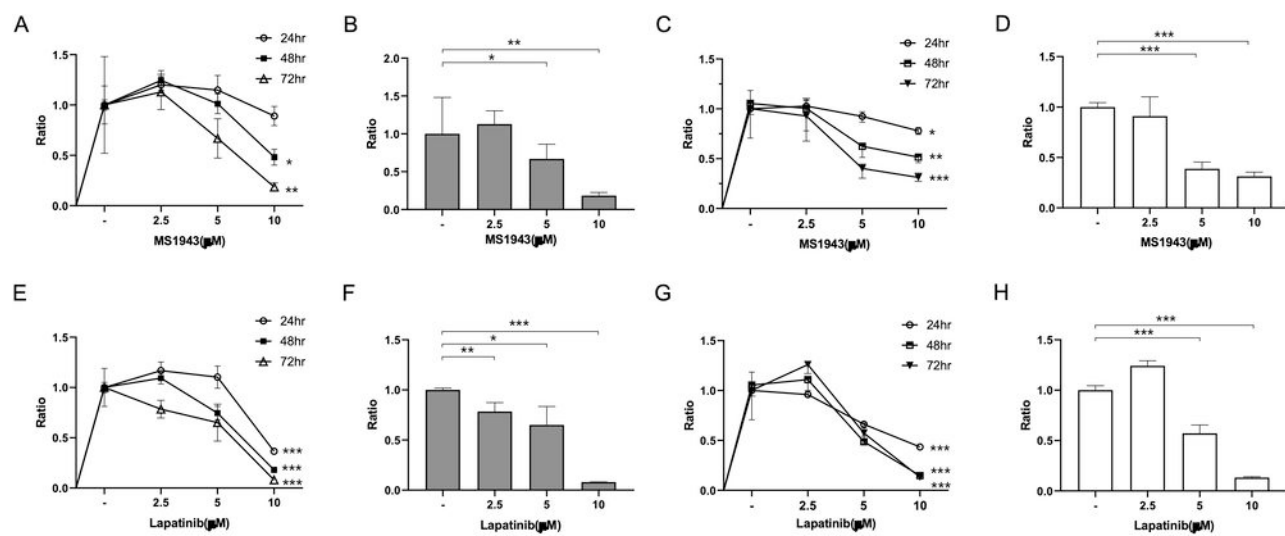 A
Ratio
1.5
1.0
0.5
0.0
24hr
48hr
72hr
*
**
- 2.5 5 10
MS1943(μM)
B
Ratio
2.0
1.5
1.0
0.5
0.0
**
*
- 2.5 5 10
MS1943(μM)
C
Ratio
1.5
1.0
0.5
0.0
24hr
48hr
72hr
*
**
***
- 2.5 5 10
MS1943(μM)
D
Ratio
1.5
1.0
0.5
0.0
***
***
- 2.5 5 10
MS1943(μM)
E
Ratio
1.5
1.0
0.5
0.0
24hr
48hr
72hr
***
***
***
- 2.5 5 10
Lapatinib(μM)
F
Ratio
1.5
1.0
0.5
0.0
***
*
**
- 2.5 5 10
Lapatinib(μM)
G
Ratio
1.5
1.0
0.5
0.0
24hr
48hr
72hr
***
***
***
- 2.5 5 10
Lapatinib(μM)
H
Ratio
1.5
1.0
0.5
0.0
***
***
- 2.5 5 10
Lapatinib(μM)